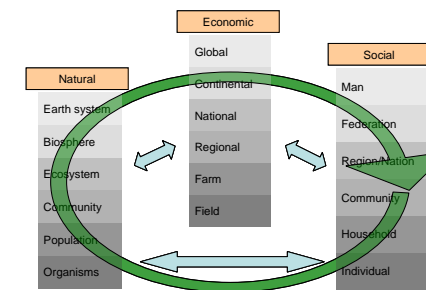 Economic
Global
Continental
National
Regional
Farm
Field
Natural
Earth system
Biosphere
Ecosystem
Community
Population
Organisms
Social
Man
Federation
Region/Nation
Community
Household
Individual